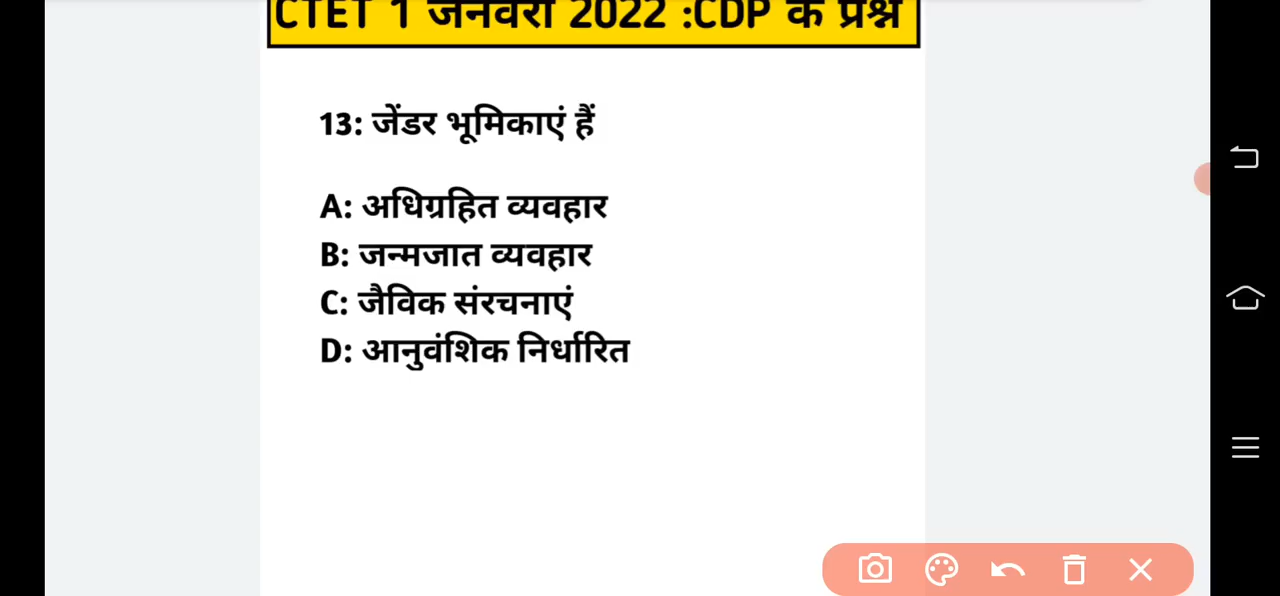 CTET 1 जनवरी 2022 :CDP के प्रश्न
13: जेंडर भूमिकाएं हैं
A: अधिग्रहित व्यवहार
B: जन्मजात व्यवहार
C: जैविक संरचनाएं
D: आनुवंशिक निर्धारित